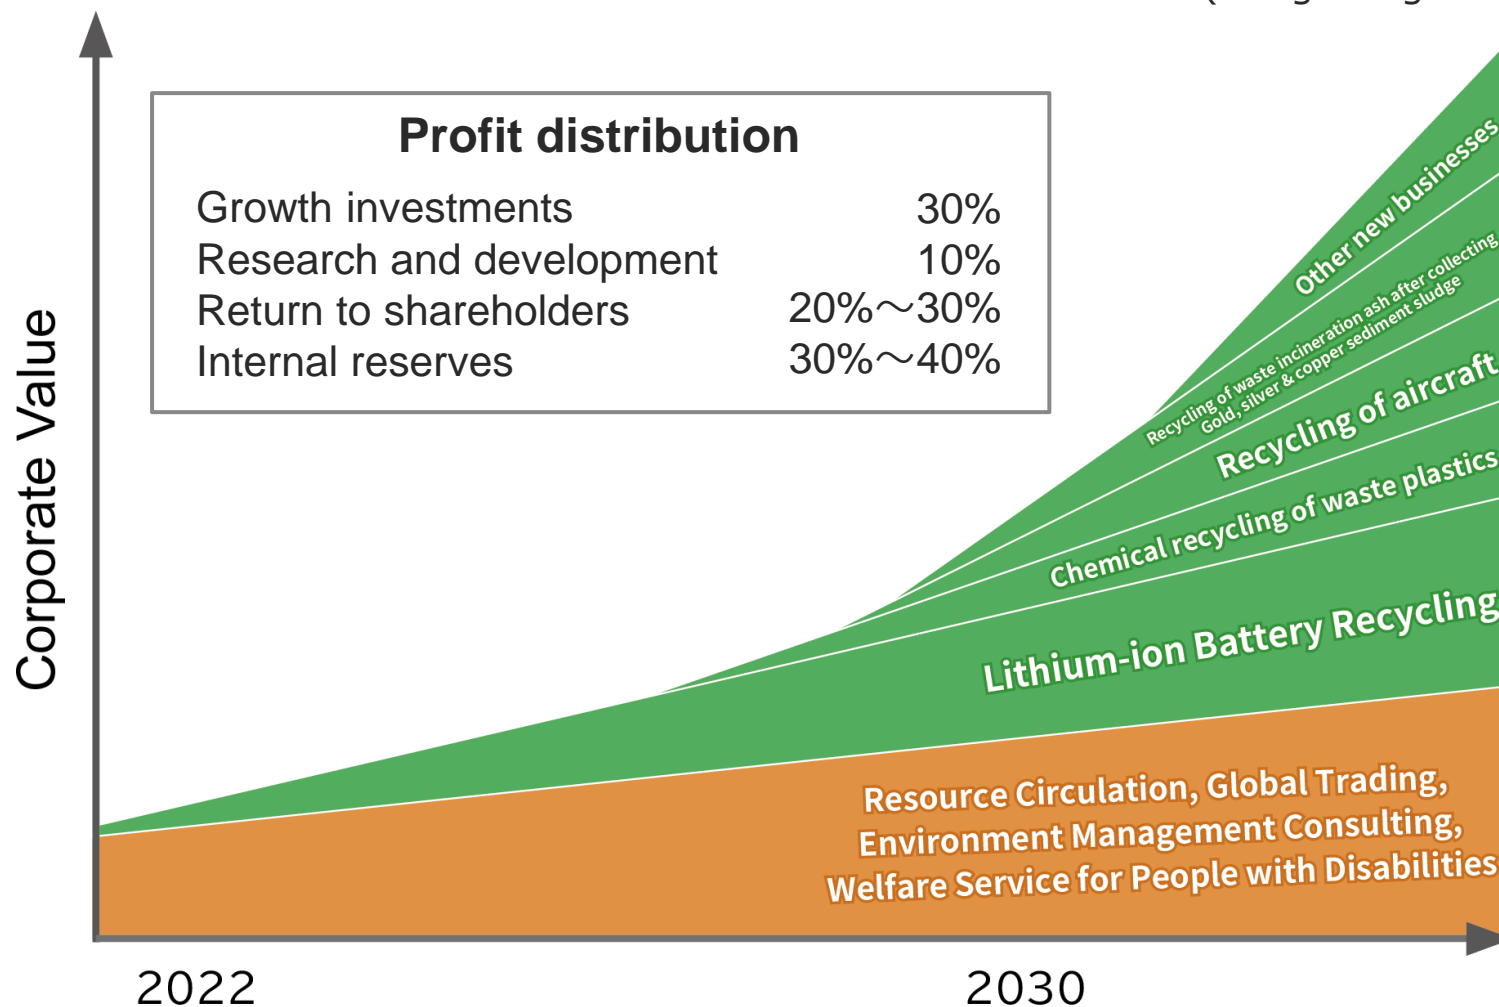 Profit distribution
Growth investments 30%
Research and development 10%
Return to shareholders 20%～30%
Internal reserves 30%～40%
Corporate Value
Other new businesses
Recycling of waste incineration ash after collecting
Gold, silver & copper sediment sludge
Recycling of aircraft
Chemical recycling of waste plastics
Lithium-ion Battery Recycling
Resource Circulation, Global Trading,
Environment Management Consulting,
Welfare Service for People with Disabilities
2022 2030